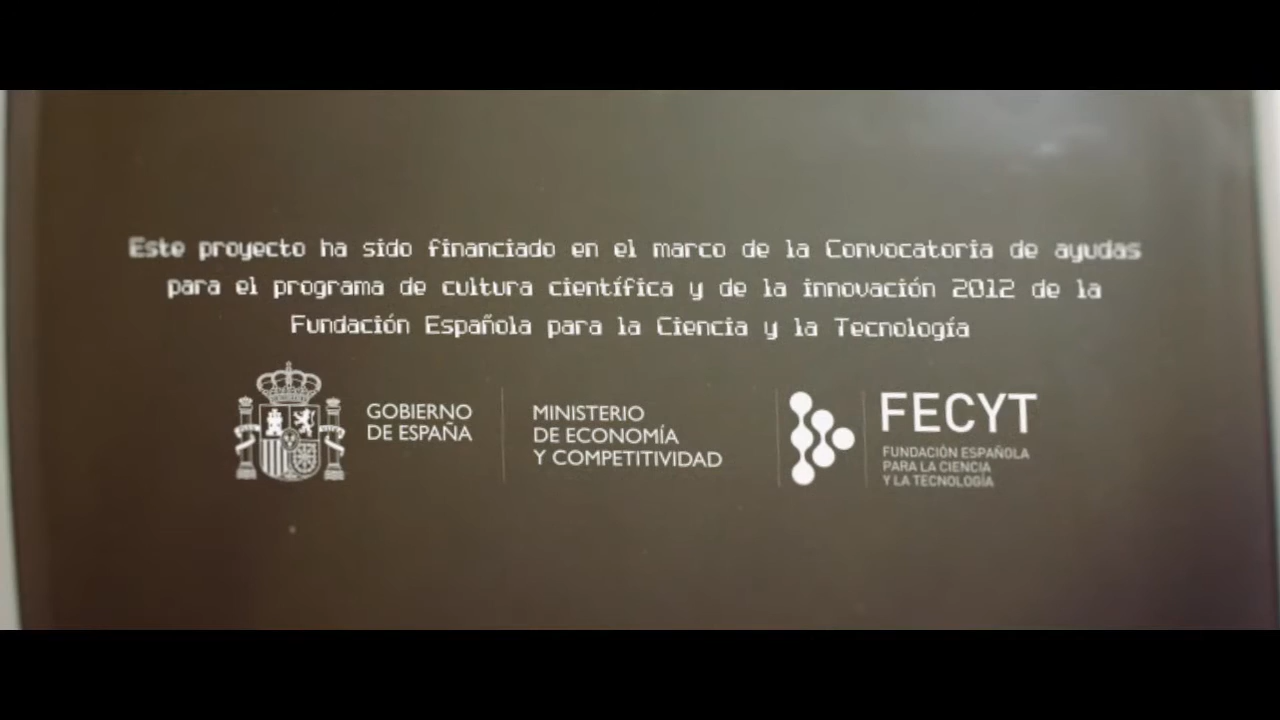 Este proyecto ha sido financiado en el marco de la Convocatoria de ayudas
para el programa de cultura científica y de la innovación 2012 de la
Fundación Española para la Ciencia y la Tecnología
GOBIERNO
DE ESPAÑA
MINISTERIO
DE ECONOMÍA
Y COMPETITIVIDAD
FECYT
FUNDACIÓN ESPAÑOLA
PARA LA CIENCIA
Y LA TECNOLOGÍA